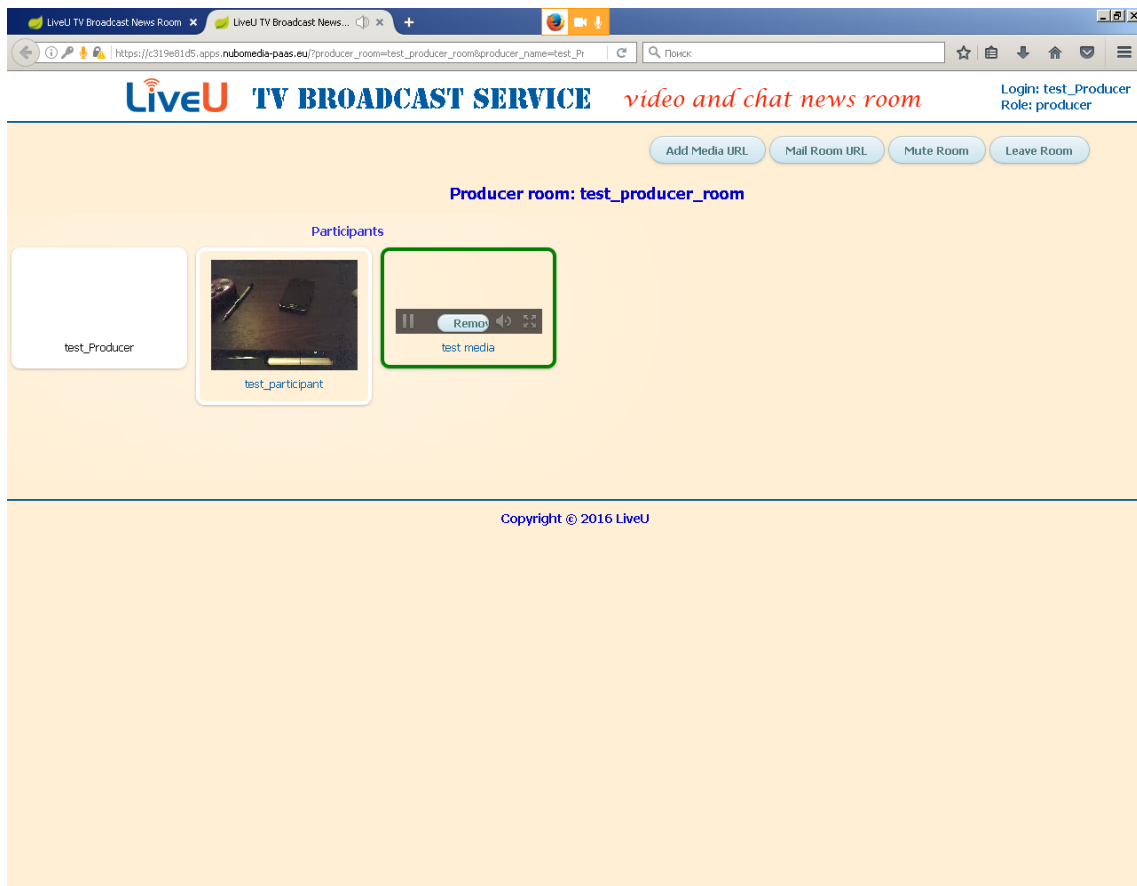 LiveU TV Broadcast News Room
LiveU TV Broadcast News...
https://c319e81d5.apps.nubomedia-paas.eu/?producer_room=test_producer_room&producer_name=test_Pr
Поиск
LiveU TV BROADCAST SERVICE video and chat news room
Login: test_Producer
Role: producer
Add Media URL Mail Room URL Mute Room Leave Room
Producer room: test_producer_room
Participants
Remov
test_Producer
test media
test_participant
Copyright © 2016 LiveU